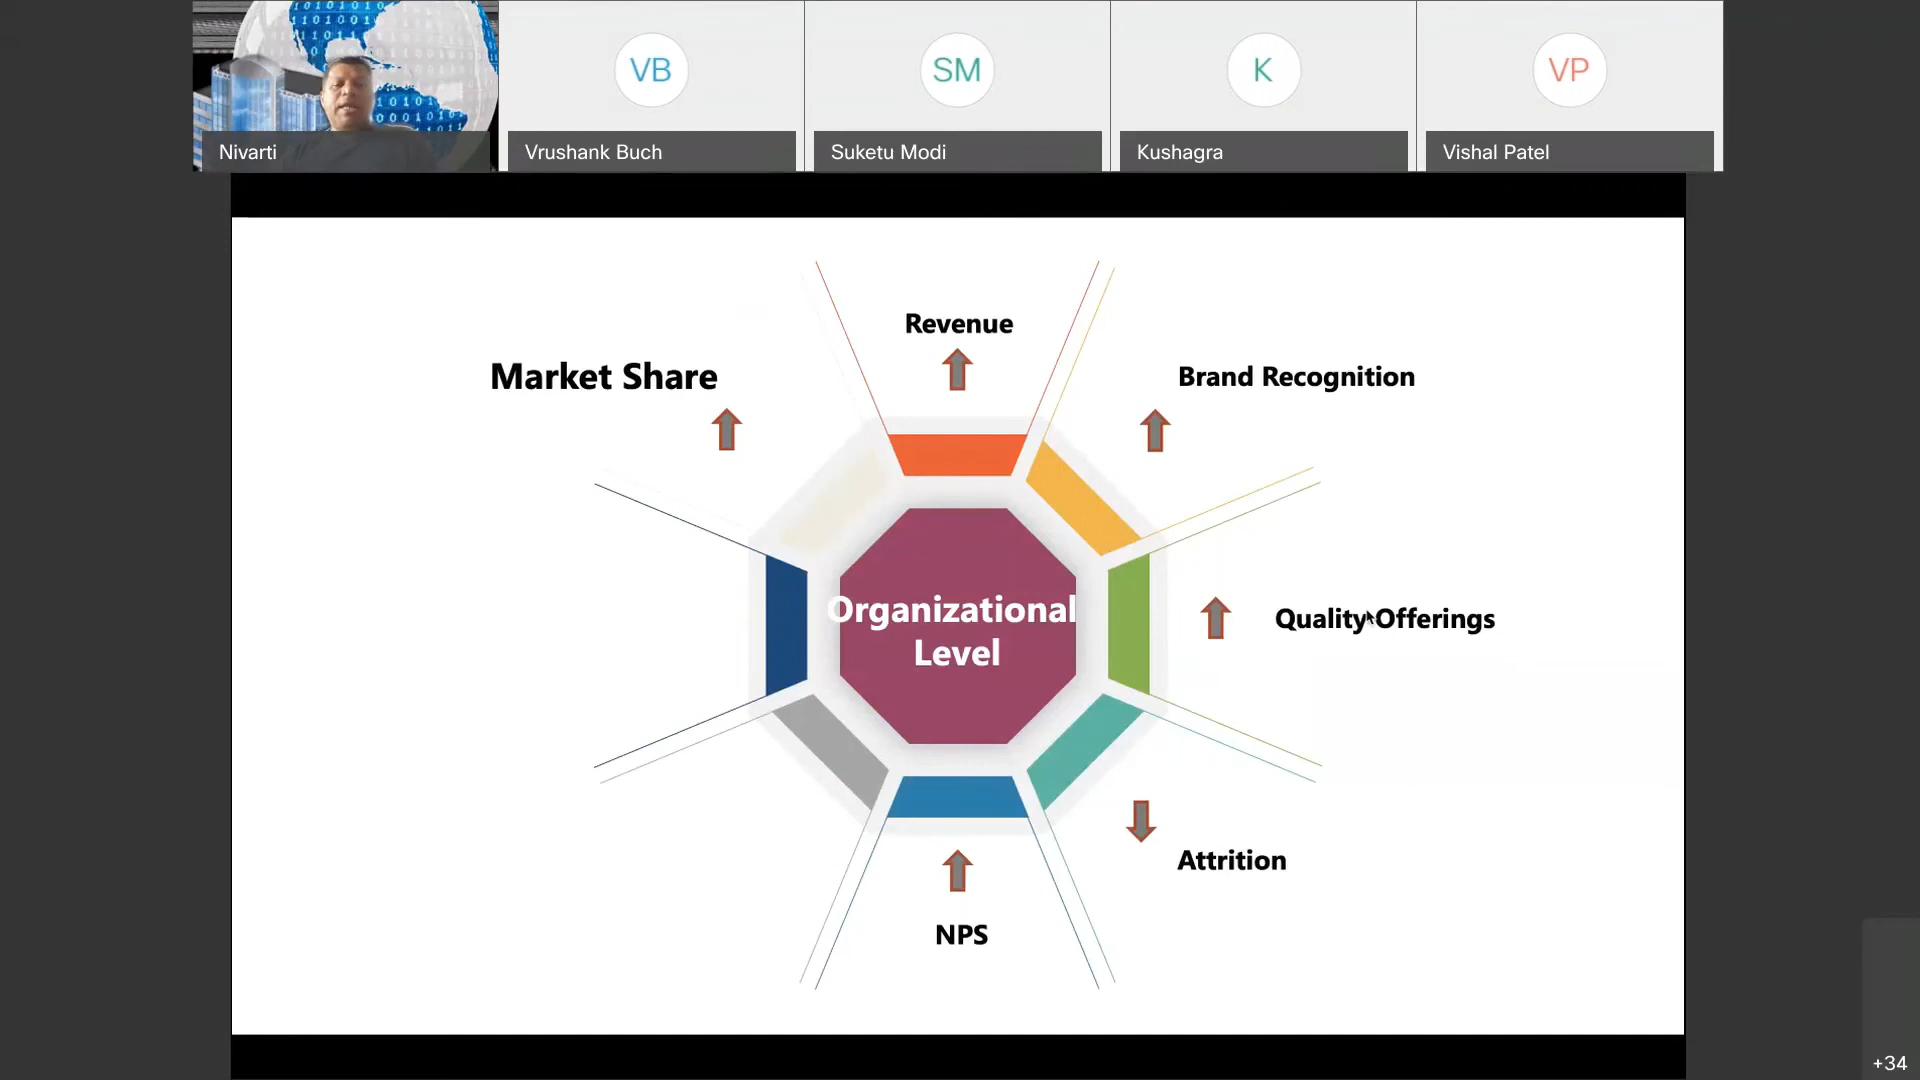 Nivarti
VB
Vrushank Buch
SM
Suketu Modi
K
Kushagra
VP
Vishal Patel
Revenue
Market Share
Brand Recognition
Organizational
Level
Quality Offerings
Attrition
NPS
+34